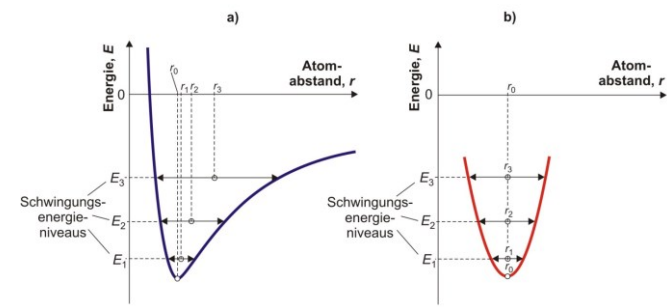 a)
Energie, E
Atom-
abstand, r
r0
r1
r2
r3
0
E3
Schwingungs-
energie-
niveaus
E2
E1
b)
Energie, E
Atom-
abstand, r
r0
0
r3
E3
Schwingungs-
energie-
niveaus
r2
E2
r1
E1
r0